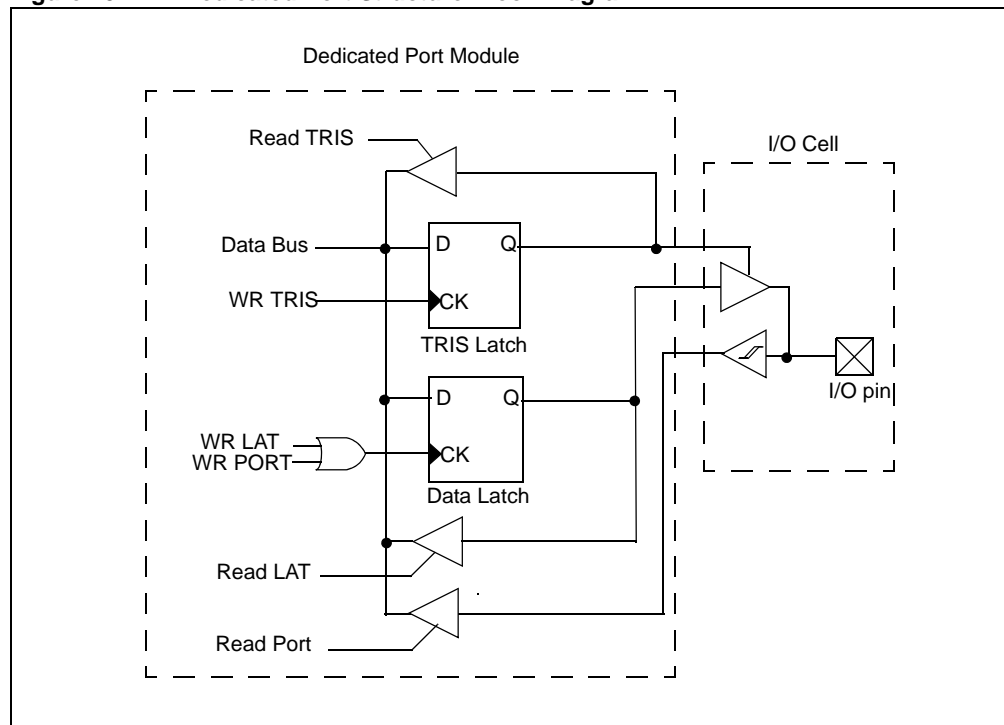 Dedicated Port Module
Read TRIS
I/O Cell
Data Bus
D Q
WR TRIS
CK
TRIS Latch
I/O pin
D Q
WR LAT
WR PORT
CK
Data Latch
Read LAT
Read Port